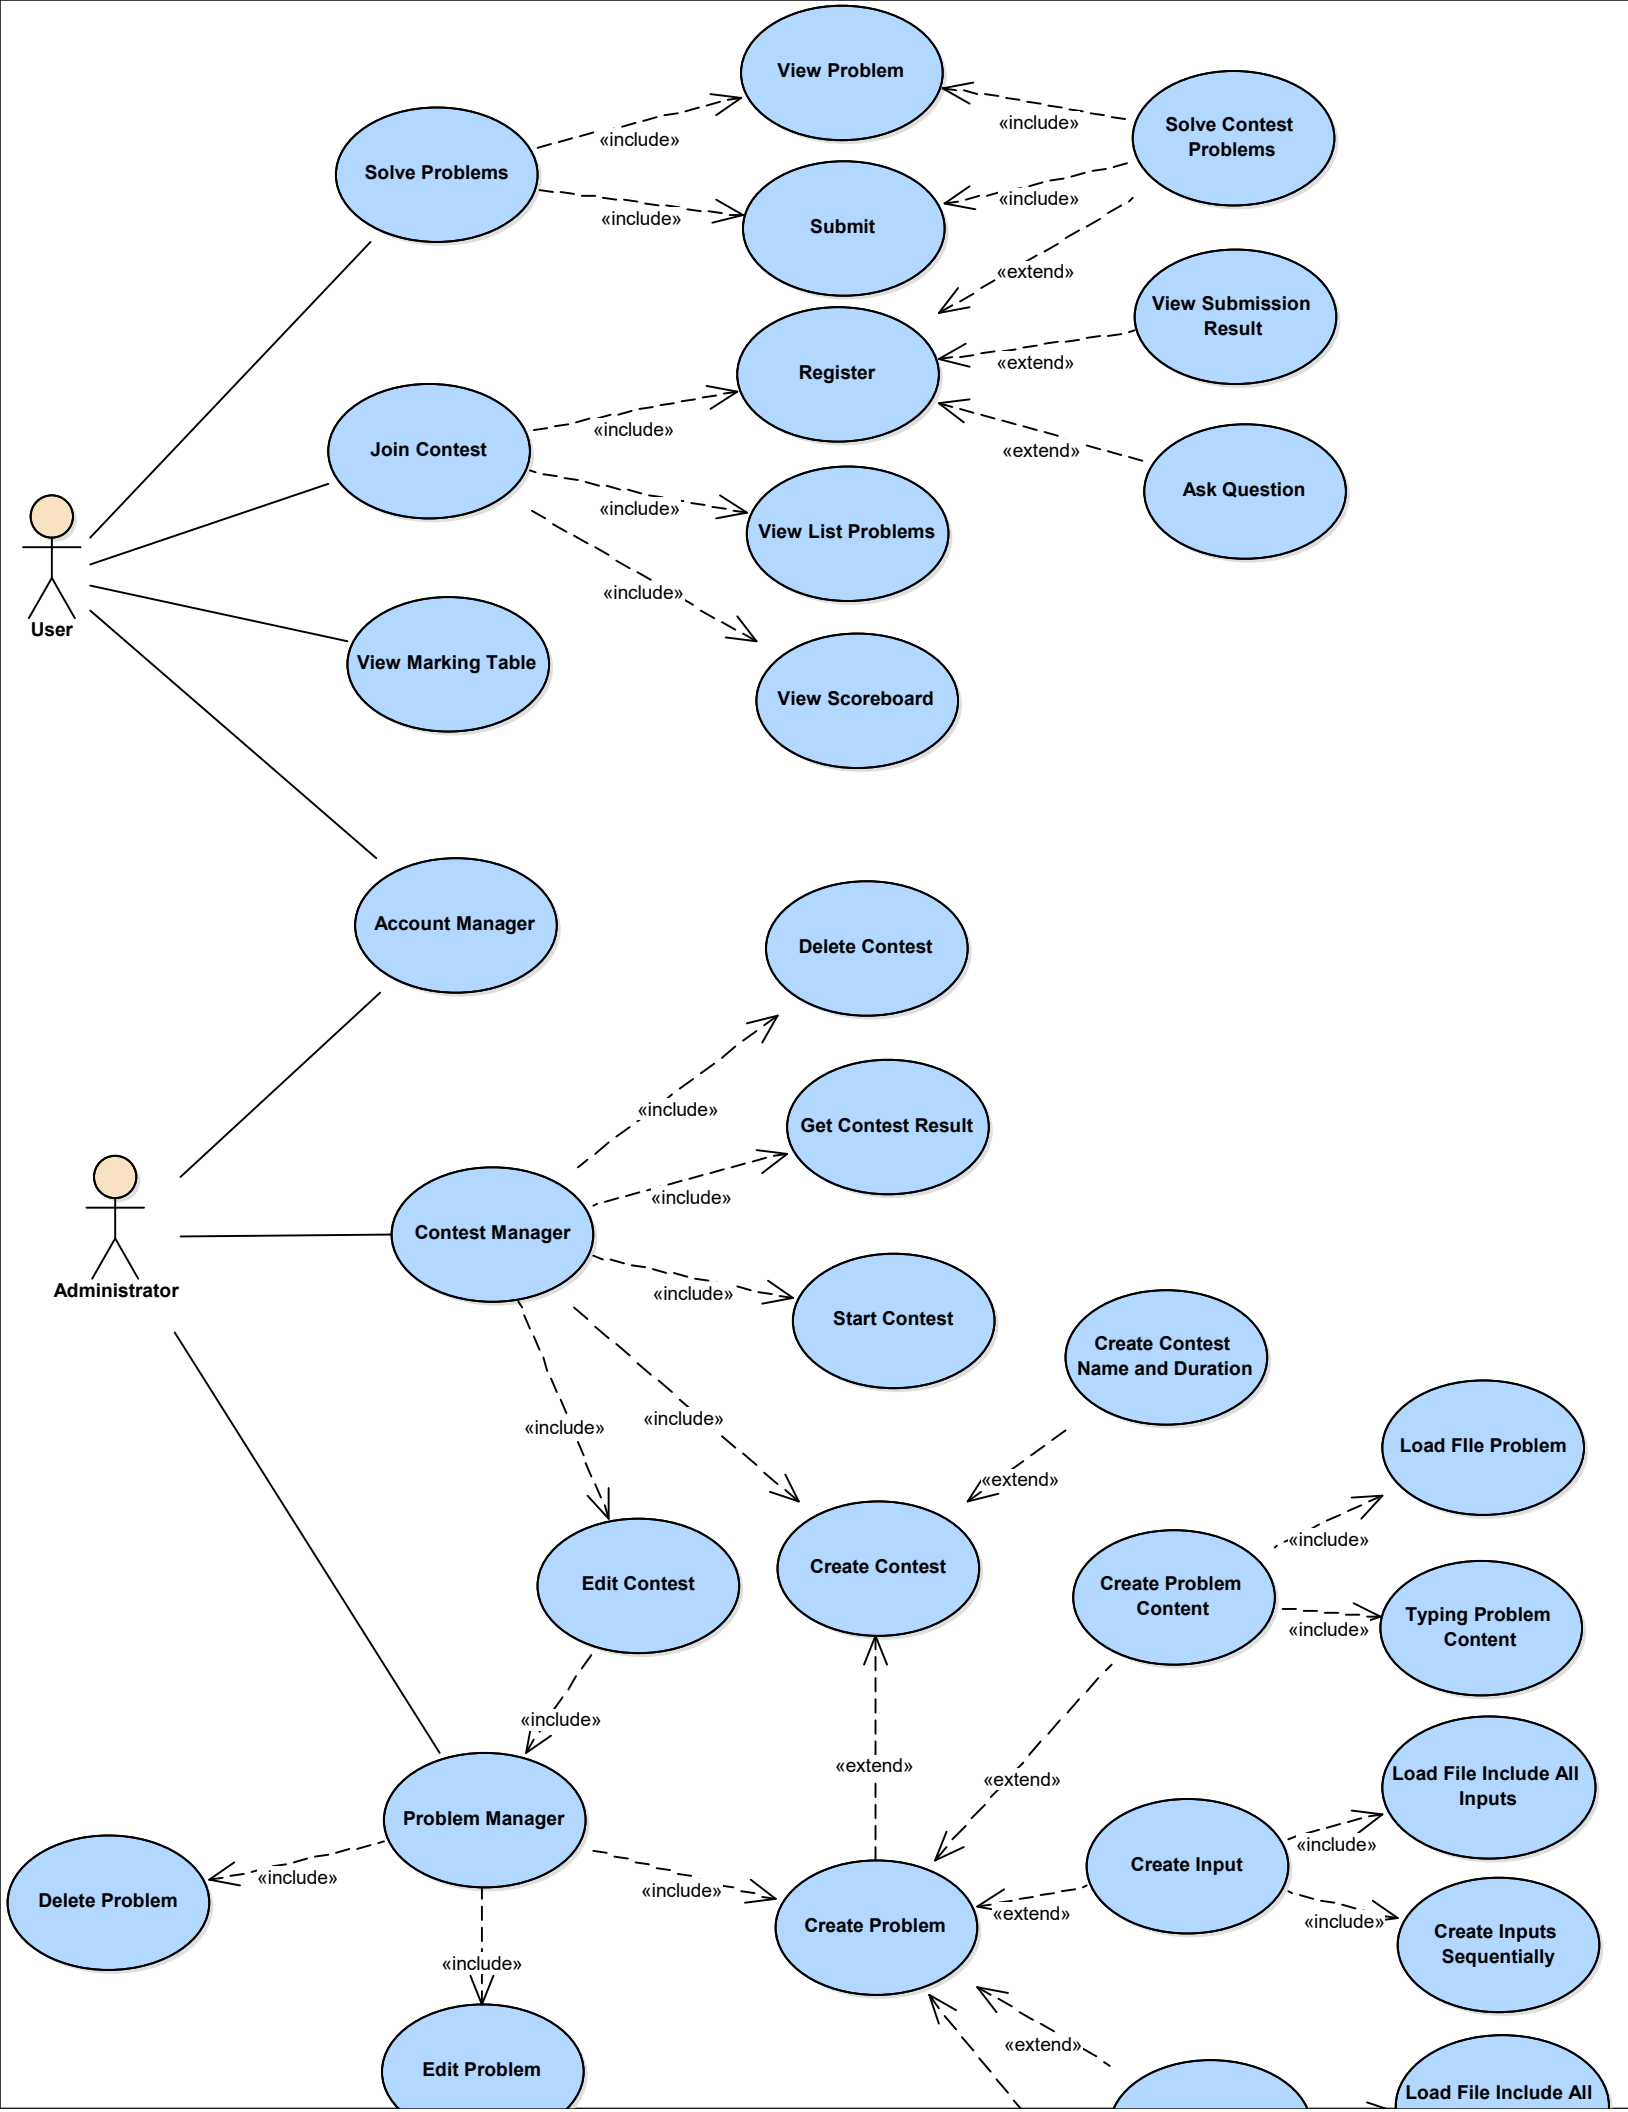 View Problem
Solve Contest
Problems
«include»
«include»
Solve Problems
«include»
«include»
Submit
«extend»
View Submission
Result
«extend»
Register
«include»
Join Contest
«extend»
Ask Question
«include»
View List Problems
«include»
User
View Marking Table
View Scoreboard
Account Manager
Delete Contest
«include»
Get Contest Result
«include»
Contest Manager
Administrator
«include»
Start Contest
Create Contest
Name and Duration
«include»
«include»
Load FIle Problem
«extend»
«include»
Create Contest
Edit Contest
Create Problem
Content
Typing Problem
Content
«include»
«include»
«extend»
«extend»
Load File Include All
Inputs
Problem Manager
«include»
Create Input
«include»
«include»
Delete Problem
«extend»
«include»
Create Problem
Create Inputs
Sequentially
«include»
«extend»
Edit Problem
Load File Include All